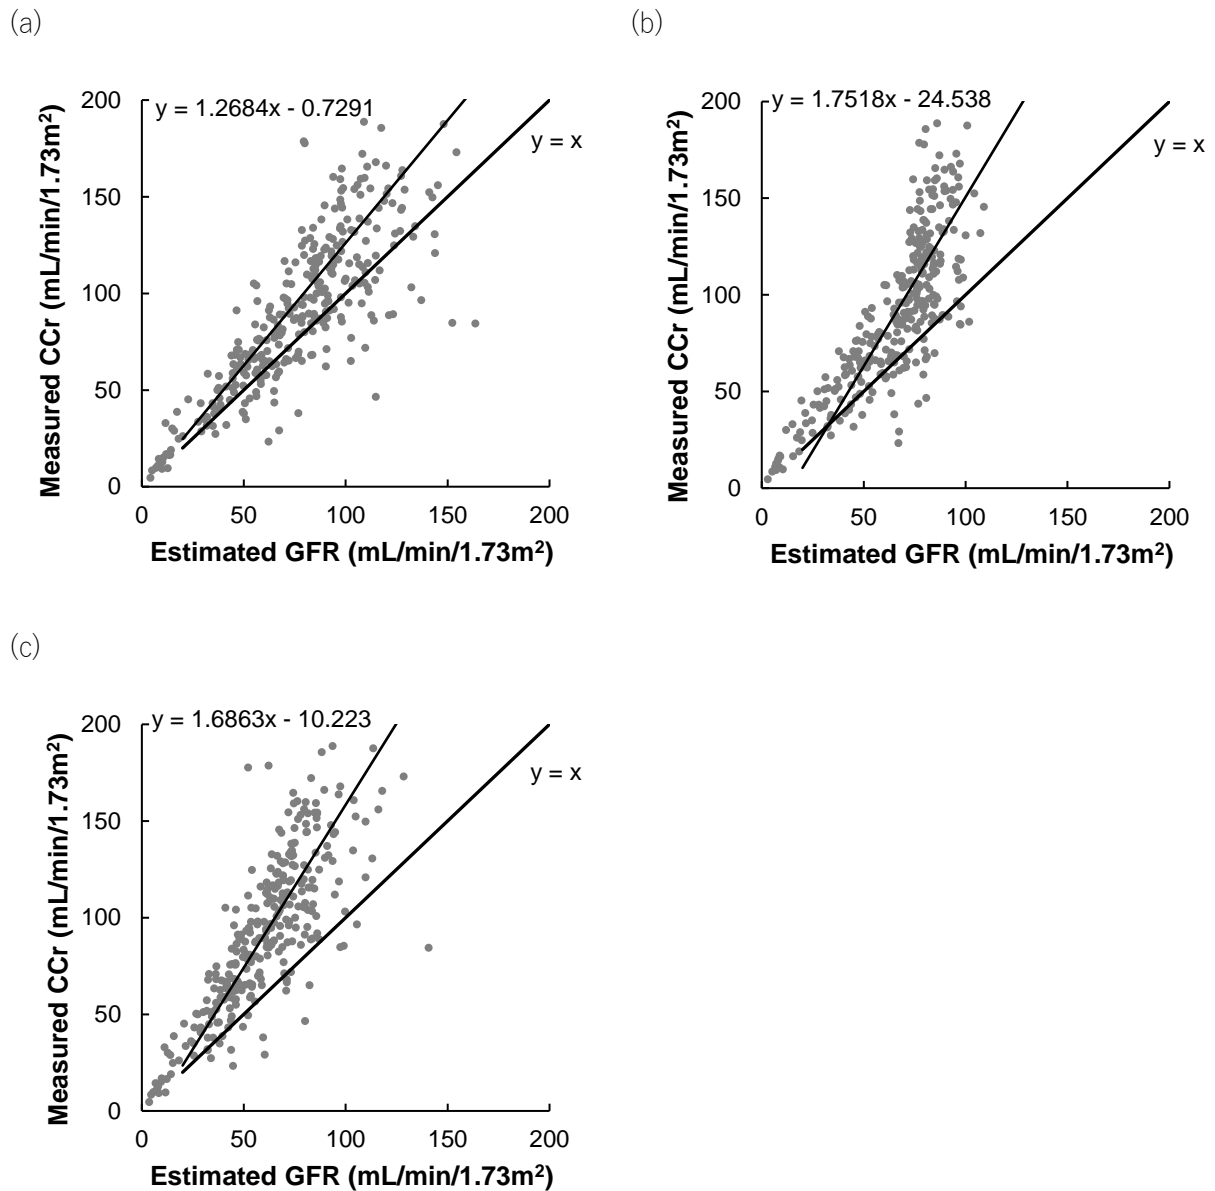 (a)
y = 1.2684x - 0.7291
y = x
200
150
100
50
0
0 50 100 150 200
Measured CCr (mL/min/1.73m²)
Estimated GFR (mL/min/1.73m²)
(b)
y = 1.7518x - 24.538
y = x
200
150
100
50
0
0 50 100 150 200
Measured CCr (mL/min/1.73m²)
Estimated GFR (mL/min/1.73m²)
(c)
y = 1.6863x - 10.223
y = x
200
150
100
50
0
0 50 100 150 200
Measured CCr (mL/min/1.73m²)
Estimated GFR (mL/min/1.73m²)